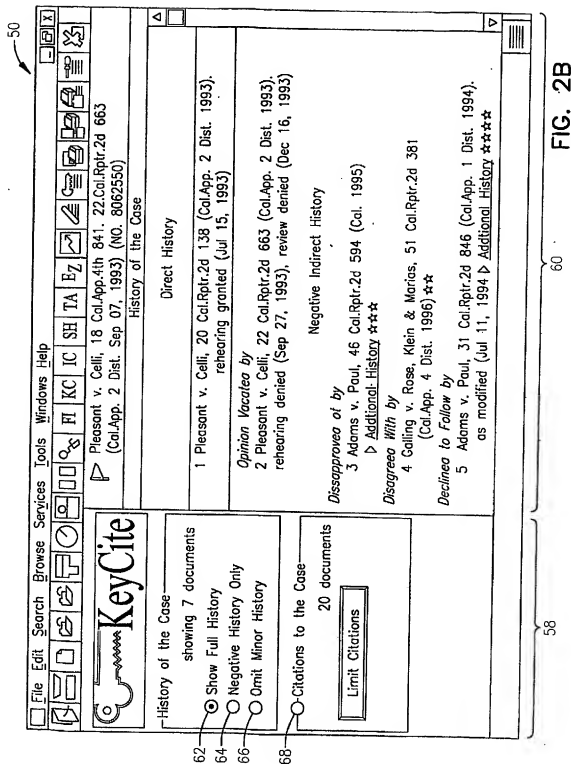 50
File Edit Search Browse Services Tools Windows Help
FI KC IC SH TA EZ
KeyCite
History of the Case
showing 7 documents
62 Show Full History
64 Negative History Only
66 Omit Minor History
68 Citations to the Case
20 documents
Limit Citations
58
Pleasant v. Celli, 18 Cal.App.4th 841. 22.Cal.Rptr.2d 663
(Cal.App. 2 Dist. Sep 07, 1993) (NO. B062550)
History of the Case
Direct History
1 Pleasant v. Celli, 20 Cal.Rptr.2d 138 (Cal.App. 2 Dist. 1993).
rehearing granted (Jul 15, 1993)
Opinion Vacatea by
2 Pleasant v. Celli, 22 Cal.Rptr.2d 663 (Cal.App. 2 Dist. 1993).
rehearing denied (Sep 27, 1993), review denied (Dec 16, 1993)
Negative Indirect History
Dissapprovea of by
3 Adams v. Paul, 46 Cal.Rptr.2d 594 (Cal. 1995)
Addtional History ☆☆☆
Disagreea With by
4 Galling v. Rose, Klein & Marias, 51 Cal.Rptr.2d 381
(Cal.App. 4 Dist. 1996) ☆☆
Declinea to Follow by
5 Adams v. Paul, 31 Cal.Rptr.2d 846 (Cal.App. 1 Dist. 1994).
as modified (Jul 11, 1994 Addtional History ☆☆☆☆
60
FIG. 2B